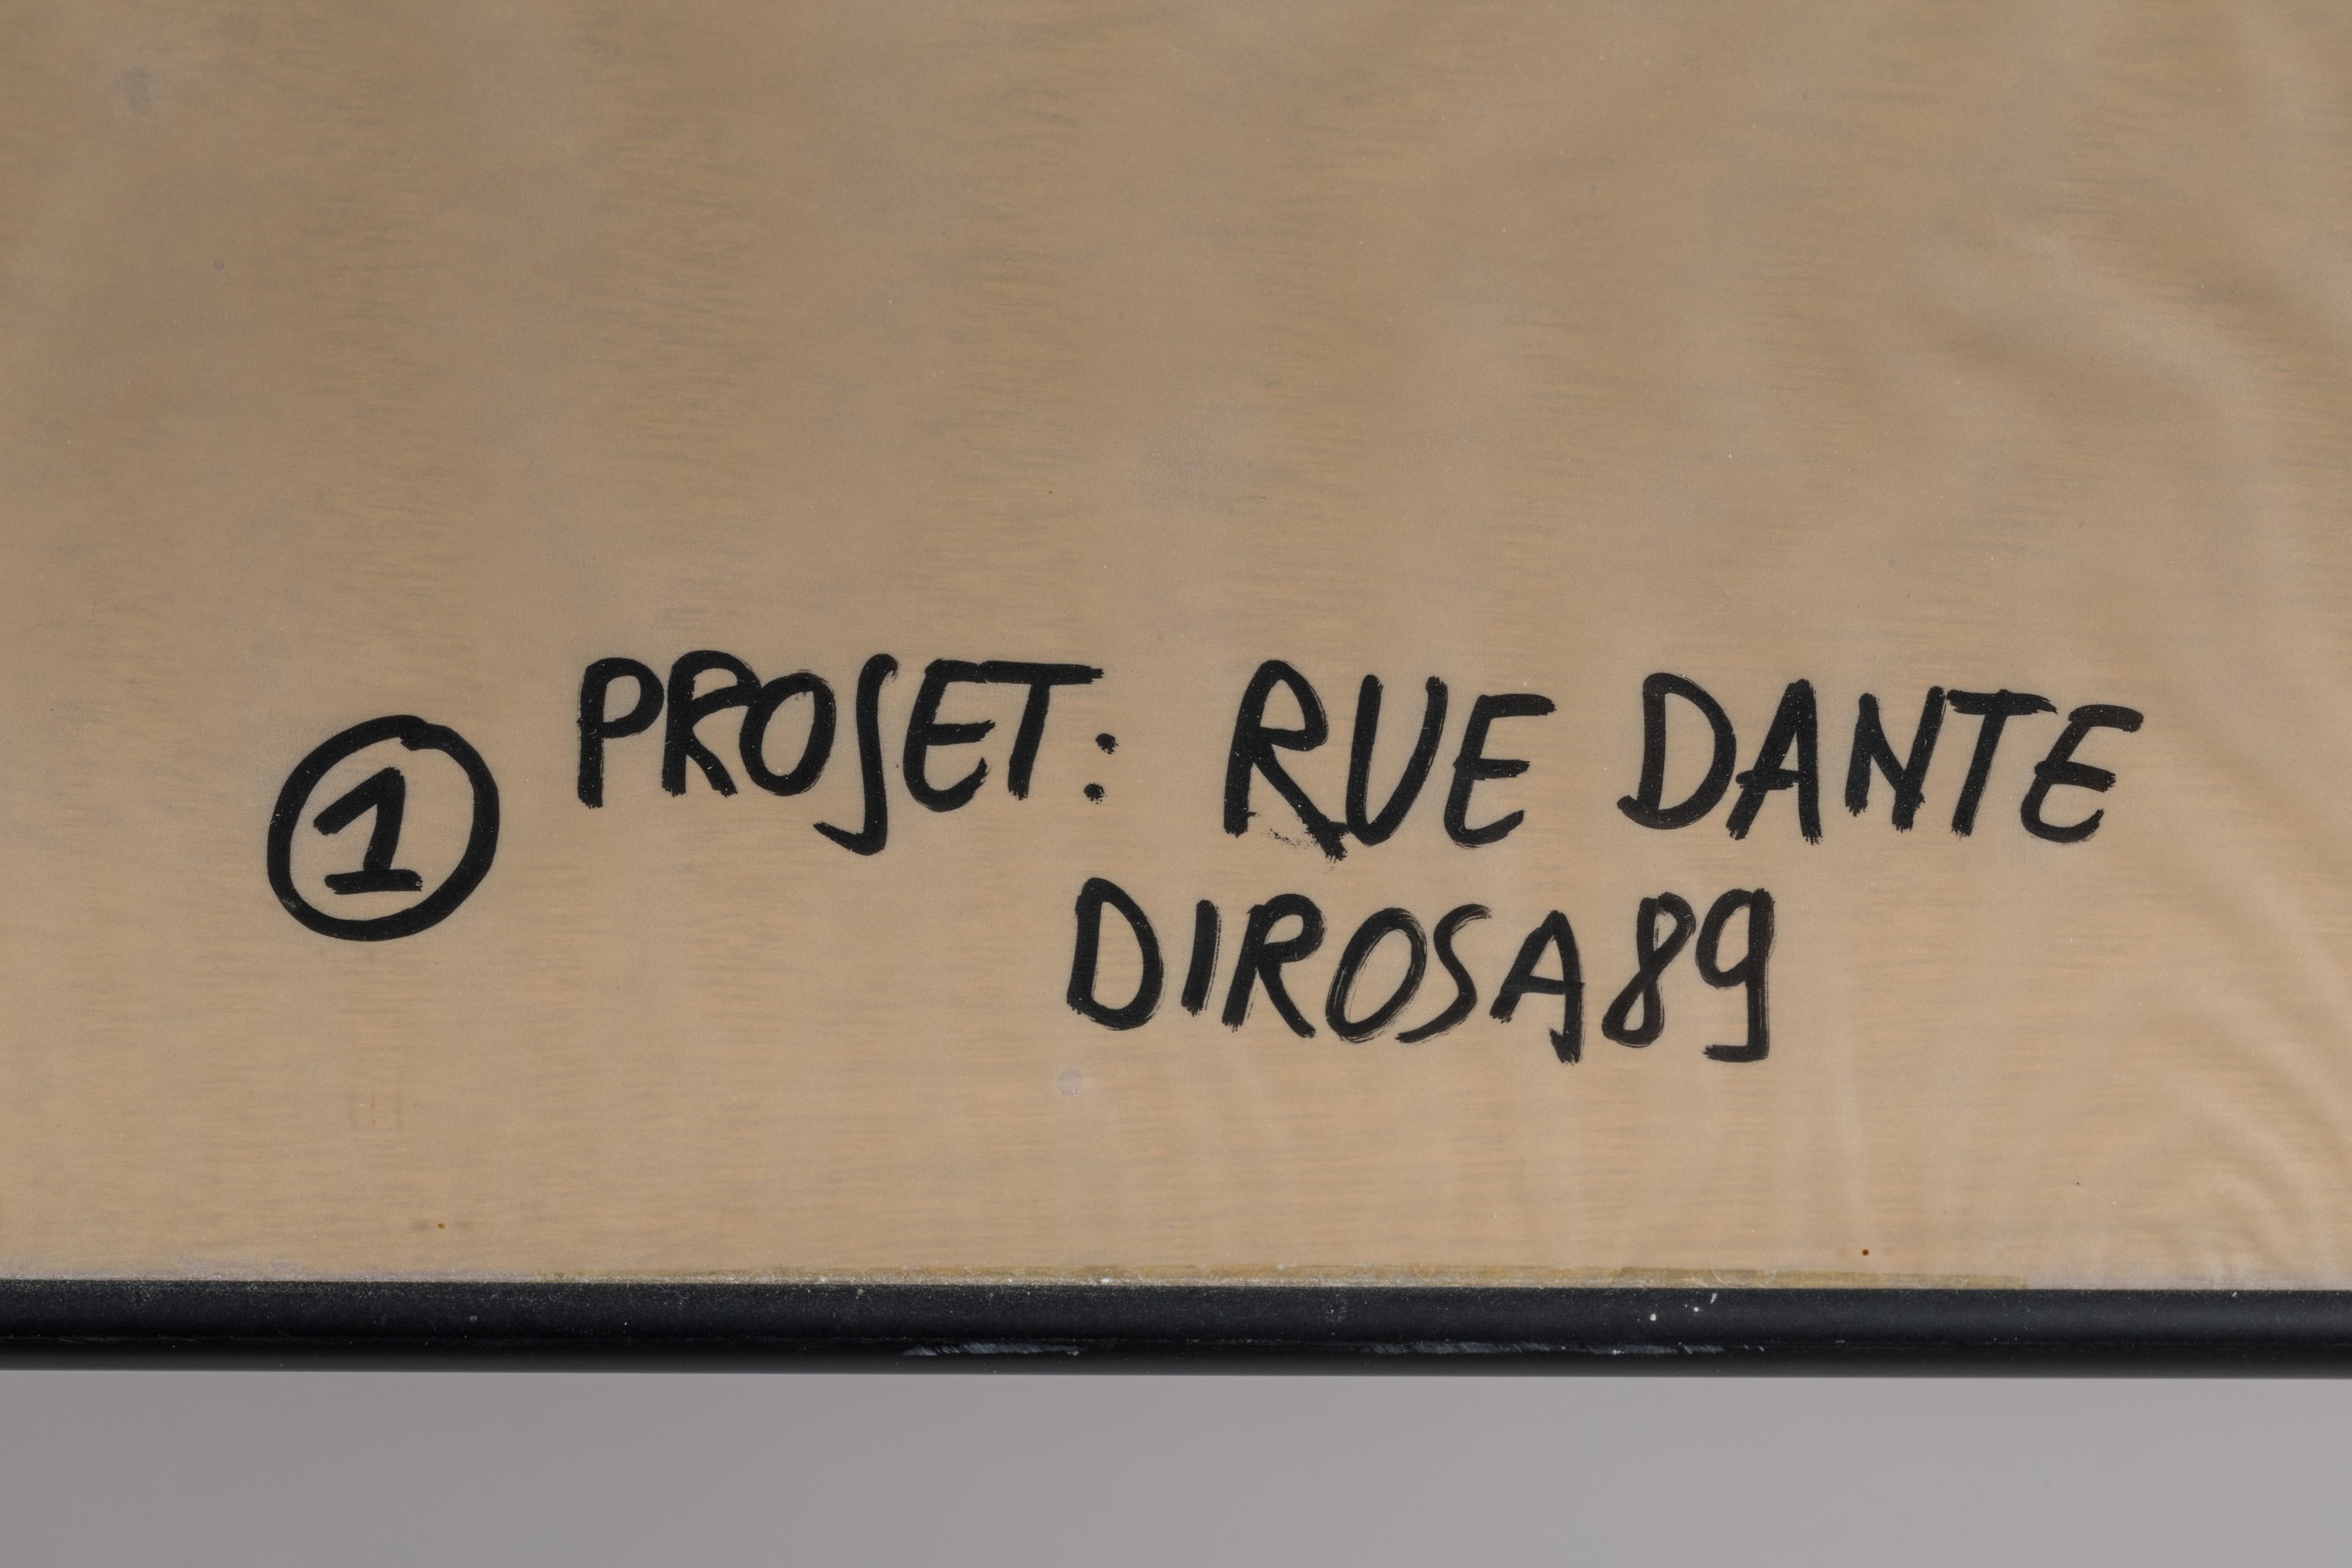 ① PROJET: RUE DANTE
DIROSA89